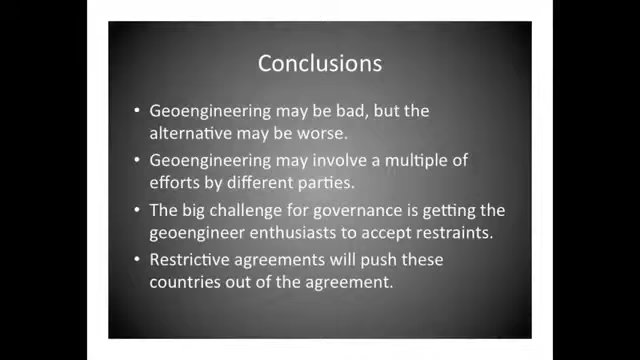 Conclusions
• Geoengineering may be bad, but the
alternative may be worse.
• Geoengineering may involve a multiple of
efforts by different parties.
• The big challenge for governance is getting the
geoengineer enthusiasts to accept restraints.
• Restrictive agreements will push these
countries out of the agreement.